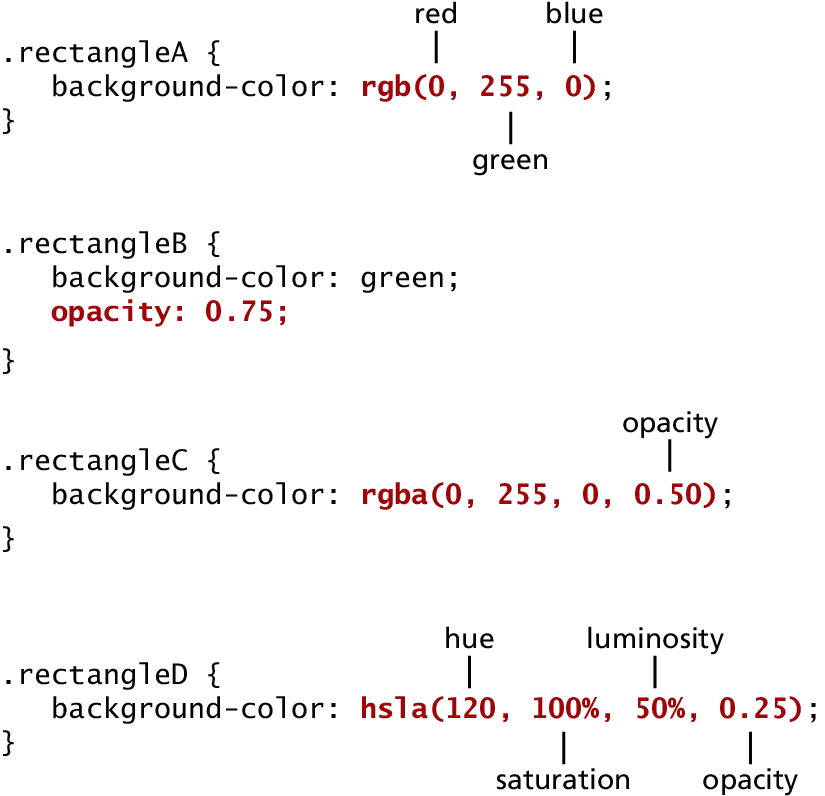 red blue
.rectangleA {
background-color: rgb(0, 255, 0);
}
green
.rectangleB {
background-color: green;
opacity: 0.75;
}
opacity
.rectangleC {
background-color: rgba(0, 255, 0, 0.50);
}
hue luminosity
.rectangleD {
background-color: hsla(120, 100%, 50%, 0.25);
}
saturation opacity